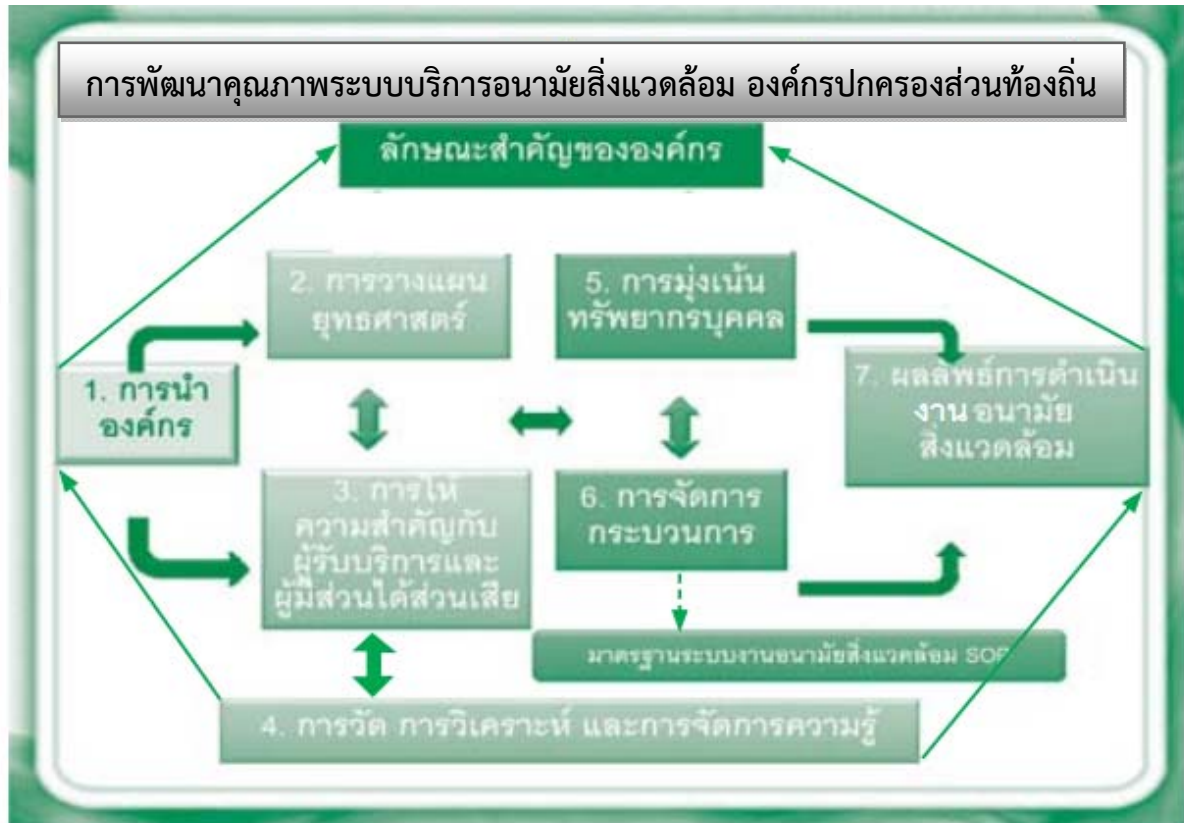 การพัฒนาคุณภาพระบบบริการอนามัยสิ่งแวดล้อม องค์กรปกครองส่วนท้องถิ่น
ลักษณะสำคัญขององค์กร
2. การวางแผน
ยุทธศาสตร์
5. การมุ่งเน้น
ทรัพยากรบุคคล
1. การนำ
องค์กร
7. ผลลัพธ์การดำเนิน
งาน อนามัย
สิ่งแวดล้อม
3. การให้
ความสำคัญกับ
ผู้รับบริการและ
ผู้มีส่วนได้ส่วนเสีย
6. การจัดการ
กระบวนการ
มาตรฐานระบบงานอนามัยสิ่งแวดล้อม SOP
4. การวัด การวิเคราะห์ และการจัดการความรู้